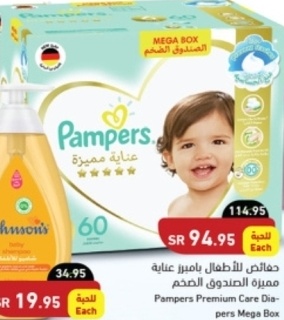 MEGA BOX
الصندوق الضخم
Pampers
عناية مميزة
60
Johnson's
baby
shampoo
114.95
SR 94.95
للحبة
Each
34.95
SR 19.95
للحبة
Each
حفائض للأطفال بامبرز عناية
مميزة الصندوق الضخم
Pampers Premium Care Dia-
pers Mega Box